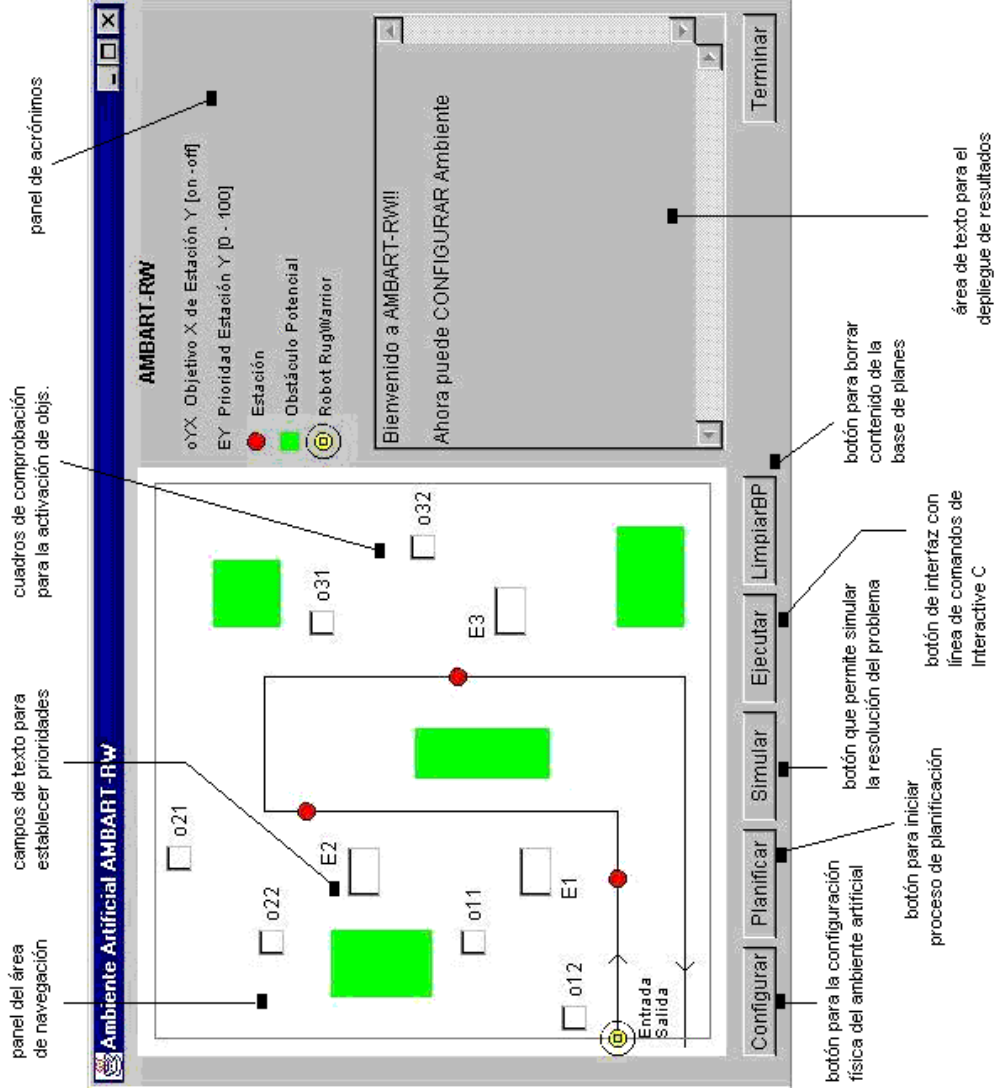 panel del área
de navegación
campos de texto para
establecer prioridades
cuadros de comprobación
para la activación de objs.
panel de acrónimos
Ambiente Artificial AMBART-RW
AMBART-RW
oYX Objetivo X de Estación Y [on -off]
EY Prioridad Estación Y [0 - 100]
Estación
Obstáculo Potencial
Robot RugWarrior
o21
o22
E2
o11
E1
o12
Entrada
Salida
o31
o32
E3
Bienvenido a AMBART-RW!!
Ahora puede CONFIGURAR Ambiente
Configurar
Planificar
Simular
Ejecutar
LimpiarBP
Terminar
botón para la configuración
física del ambiente artificial
botón para iniciar
proceso de planificación
botón que permite simular
la resolución del problema
botón de interfaz con
línea de comandos de
Interactive C
botón para borrar
contenido de la
base de planes
área de texto para el
depliegue de resultados